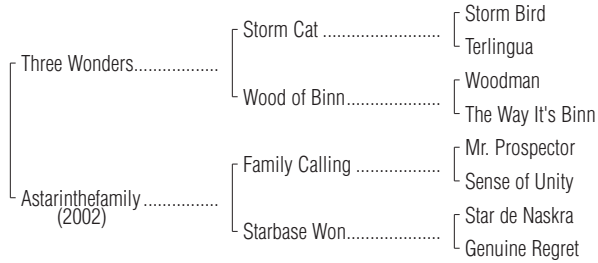 Storm Bird
Storm Cat ..........................
Terlingua
Three Wonders..................
Woodman
Wood of Binn.....................
The Way It's Binn
Mr. Prospector
Family Calling ...................
Sense of Unity
Astarinthefamily................
(2002)
Star de Naskra
Starbase Won.....................
Genuine Regret